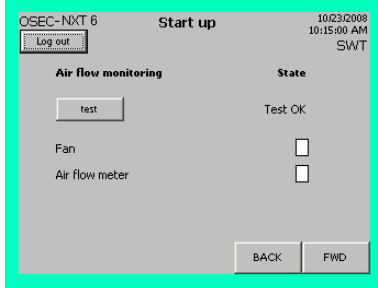 OSEC-NXT 6 Start up 10/23/2008
10:15:00 AM
Log out SWT
Air flow monitoring State
test Test OK
Fan
Air flow meter
BACK FWD